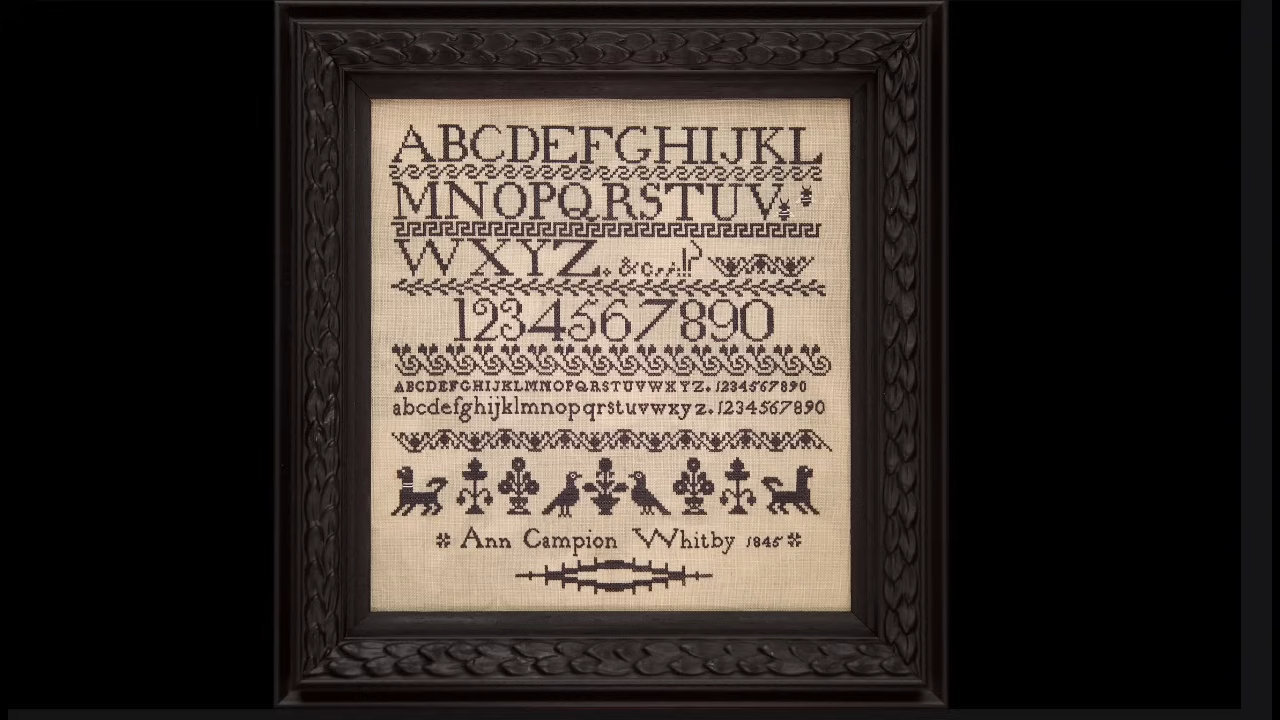 ABCDEFGHIJKL
MNOPQRSTUV
WXYZ. &c
1234567890
ABCDEFGHIJKLMNOPQRSTUVWXYZ. 1234567890
abcdefghijklmnopqrstuvwxyz. 1234567890
Ann Campion Whitby 1845